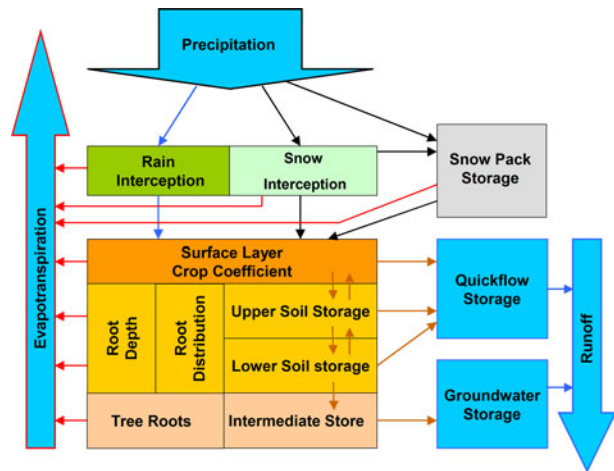 Precipitation
Rain
Interception
Snow
Interception
Snow Pack
Storage
Evapotranspiration
Surface Layer
Crop Coefficient
Root
Depth
Root
Distribution
Upper Soil Storage
Lower Soil storage
Tree Roots
Intermediate Store
Quickflow
Storage
Groundwater
Storage
Runoff